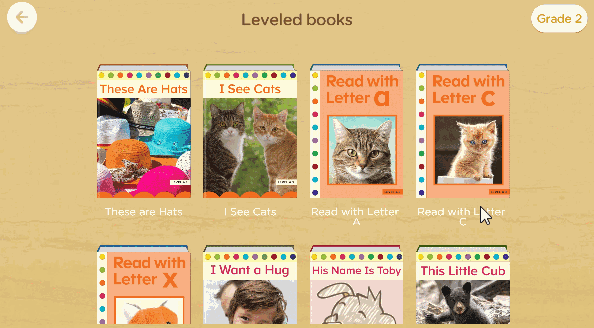 Leveled books
Grade 2
These Are Hats
I See Cats
Read with
Letter a
Read with
Letter c
These are Hats
I See Cats
Read with Letter
A
Read with Letter
C
Read with
Letter x
I Want a Hug
His Name Is Toby
This Little Cub